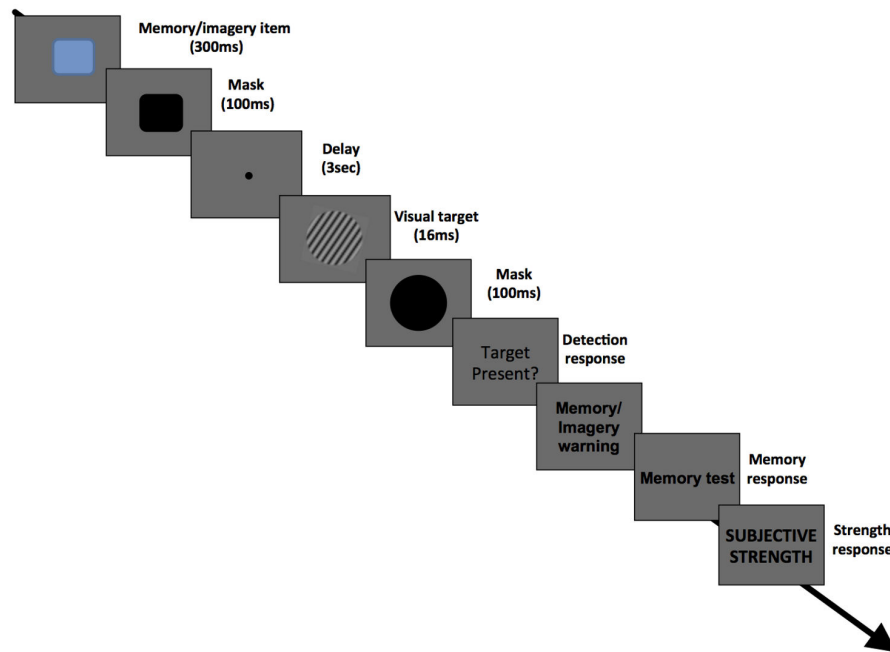 Memory/imagery item
(300ms)
Mask
(100ms)
Delay
(3sec)
Visual target
(16ms)
Mask
(100ms)
Target
Present?
Detection
response
Memory/
Imagery
warning
Memory test
Memory
response
SUBJECTIVE
STRENGTH
Strength
response